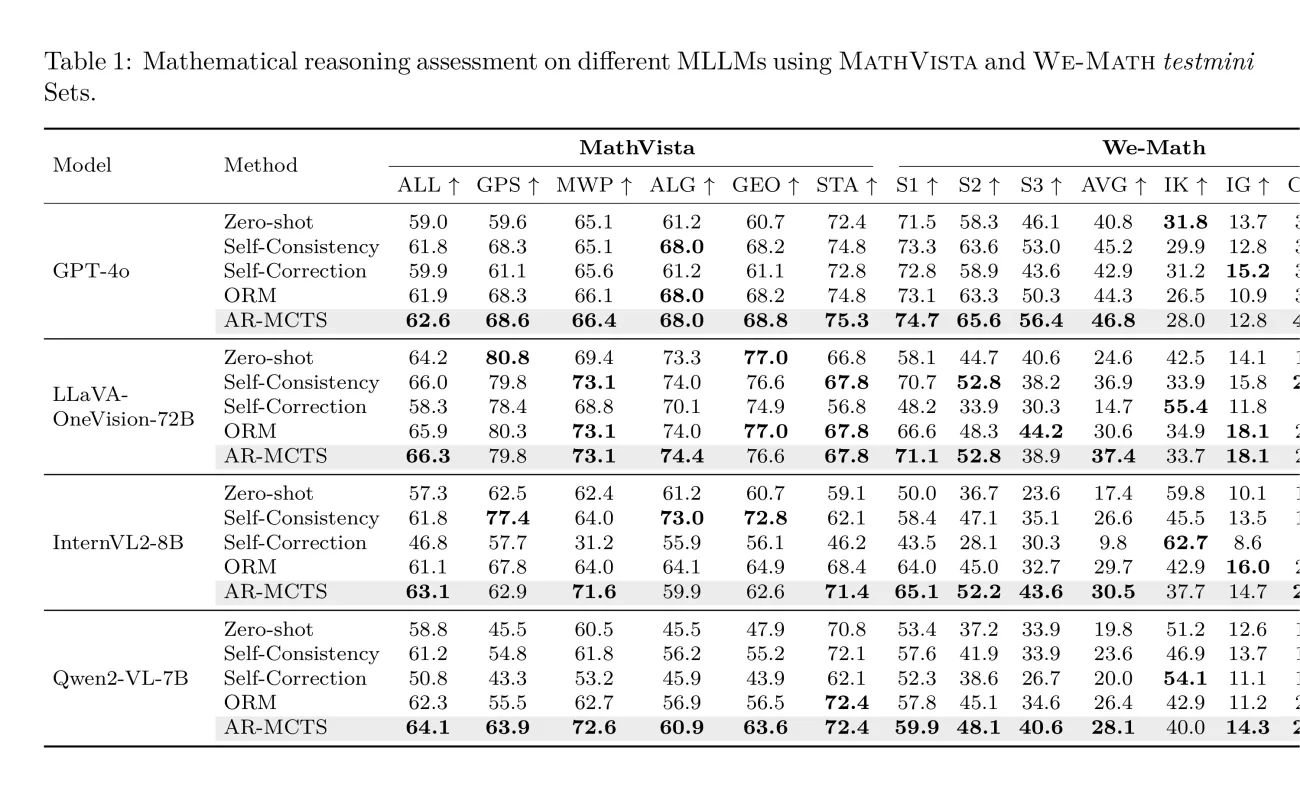 Table 1: Mathematical reasoning assessment on different MLLMs using MATHVISTA and WE-MATH testmini
Sets.
Model Method MathVista We-Math
ALL ↑ GPS ↑ MWP ↑ ALG ↑ GEO ↑ STA ↑ S1 ↑ S2 ↑ S3 ↑ AVG ↑ IK ↑ IG ↑
GPT-4o
Zero-shot 59.0 59.6 65.1 61.2 60.7 72.4 71.5 58.3 46.1 40.8 31.8 13.7
Self-Consistency 61.8 68.3 65.1 68.0 68.2 74.8 73.3 63.6 53.0 45.2 29.9 12.8
Self-Correction 59.9 61.1 65.6 61.2 61.1 72.8 72.8 58.9 43.6 42.9 31.2 15.2
ORM 61.9 68.3 66.1 68.0 68.2 74.8 73.1 63.3 50.3 44.3 26.5 10.9
AR-MCTS 62.6 68.6 66.4 68.0 68.8 75.3 74.7 65.6 56.4 46.8 28.0 12.8
LLaVA-
OneVision-72B
Zero-shot 64.2 80.8 69.4 73.3 77.0 66.8 58.1 44.7 40.6 24.6 42.5 14.1
Self-Consistency 66.0 79.8 73.1 74.0 76.6 67.8 70.7 52.8 38.2 36.9 33.9 15.8
Self-Correction 58.3 78.4 68.8 70.1 74.9 56.8 48.2 33.9 30.3 14.7 55.4 11.8
ORM 65.9 80.3 73.1 74.0 77.0 67.8 66.6 48.3 44.2 30.6 34.9 18.1
AR-MCTS 66.3 79.8 73.1 74.4 76.6 67.8 71.1 52.8 38.9 37.4 33.7 18.1
InternVL2-8B
Zero-shot 57.3 62.5 62.4 61.2 60.7 59.1 50.0 36.7 23.6 17.4 59.8 10.1
Self-Consistency 61.8 77.4 64.0 73.0 72.8 62.1 58.4 47.1 35.1 26.6 45.5 13.5
Self-Correction 46.8 57.7 31.2 55.9 56.1 46.2 43.5 28.1 30.3 9.8 62.7 8.6
ORM 61.1 67.8 64.0 64.1 64.9 68.4 64.0 45.0 32.7 29.7 42.9 16.0
AR-MCTS 63.1 62.9 71.6 59.9 62.6 71.4 65.1 52.2 43.6 30.5 37.7 14.7
Qwen2-VL-7B
Zero-shot 58.8 45.5 60.5 45.5 47.9 70.8 53.4 37.2 33.9 19.8 51.2 12.6
Self-Consistency 61.2 54.8 61.8 56.2 55.2 72.1 57.6 41.9 33.9 23.6 46.9 13.7
Self-Correction 50.8 43.3 53.2 45.9 43.9 62.1 52.3 38.6 26.7 20.0 54.1 11.1
ORM 62.3 55.5 62.7 56.9 56.5 72.4 57.8 45.1 34.6 26.4 42.9 11.2
AR-MCTS 64.1 63.9 72.6 60.9 63.6 72.4 59.9 48.1 40.6 28.1 40.0 14.3